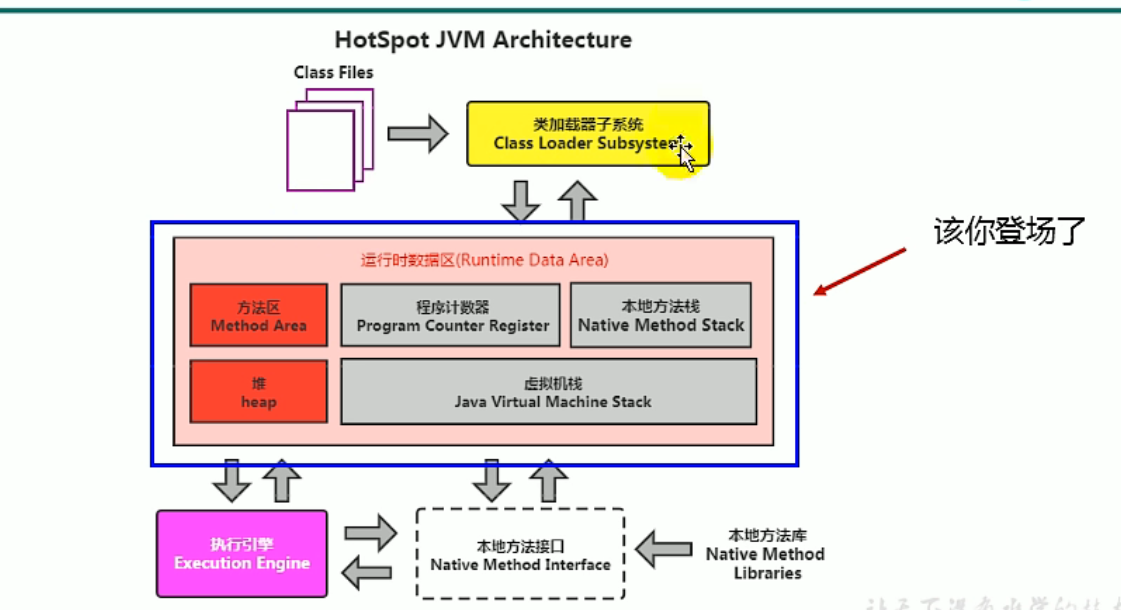 HotSpot JVM Architecture
Class Files
类加载器子系统
Class Loader Subsystem
该你登场了
运行时数据区(Runtime Data Area)
方法区
Method Area
程序计数器
Program Counter Register
本地方法栈
Native Method Stack
堆
heap
虚拟机栈
Java Virtual Machine Stack
执行引擎
Execution Engine
本地方法接口
Native Method Interface
本地方法库
Native Method
Libraries